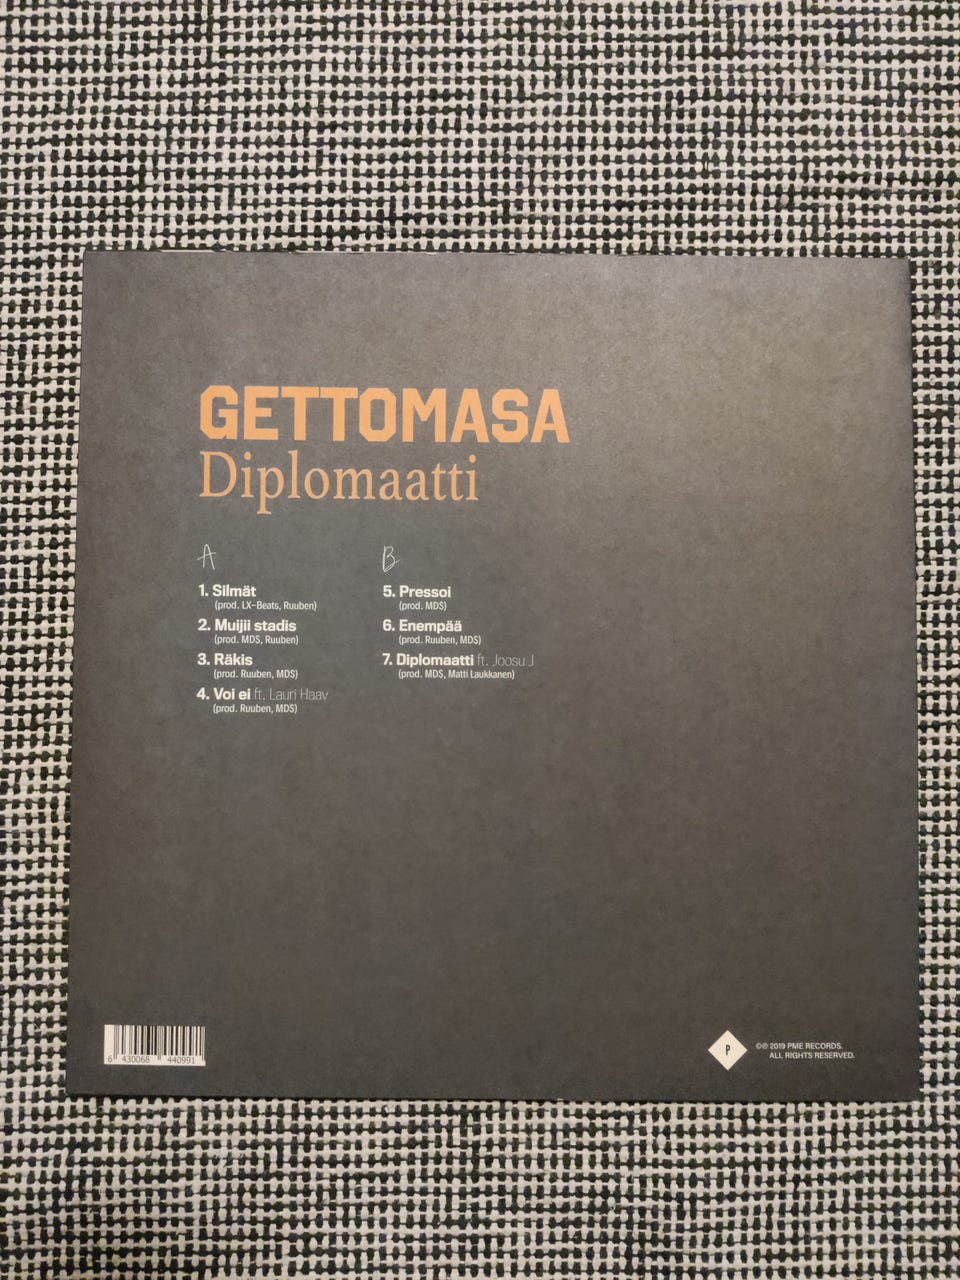 GETTOMASA
Diplomaatti
A
1. Silmät
(prod. LX-Beats, Ruuben)
2. Muijii stadis
(prod. MDS, Ruuben)
3. Räkis
(prod. Ruuben, MDS)
4. Voi ei ft. Lauri Haav
(prod. Ruuben, MDS)
B
5. Pressoi
(prod. MDS)
6. Enempää
(prod. Ruuben, MDS)
7. Diplomaatti ft. Joosu J
(prod. MDS, Matti Laukkanen)
6 430068 440991
P
©℗ 2019 PME RECORDS.
ALL RIGHTS RESERVED.